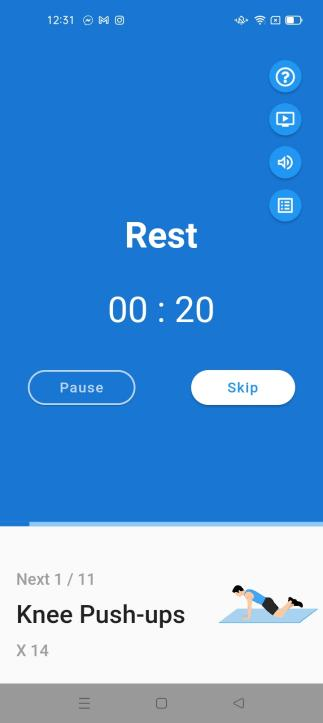 12:31
Rest
00 : 20
Pause
Skip
Next 1 / 11
Knee Push-ups
X 14